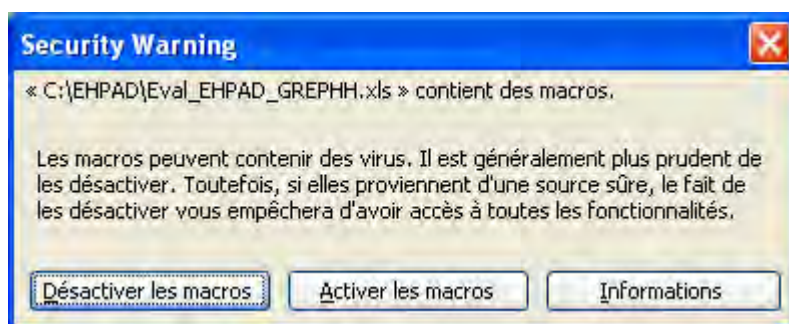 Security Warning
« C:\EHPAD\Eval_EHPAD_GREPHH.xls » contient des macros.
Les macros peuvent contenir des virus. Il est généralement plus prudent de
les désactiver. Toutefois, si elles proviennent d'une source sûre, le fait de
les désactiver vous empêchera d'avoir accès à toutes les fonctionnalités.
Désactiver les macros
Activer les macros
Informations